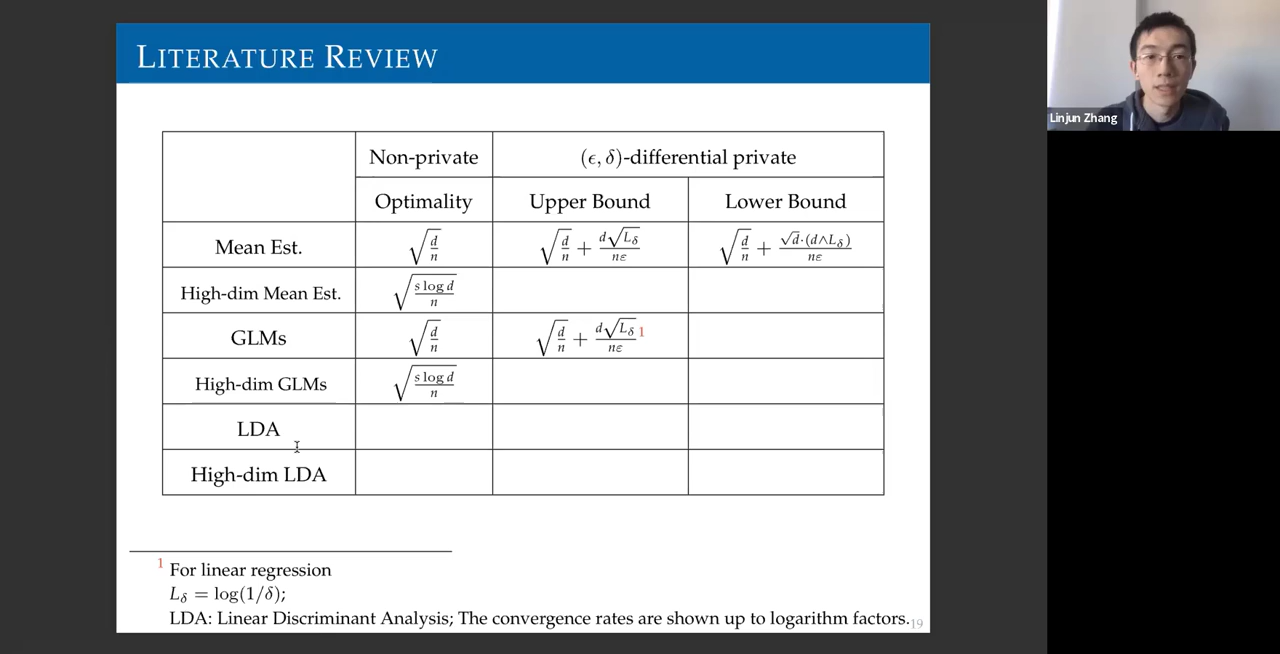 LITERATURE REVIEW
Linjun Zhang
Non-private (ϵ, δ)-differential private
Optimality Upper Bound Lower Bound
Mean Est. √(d/n) √(d/n) + d√L_δ/(nε) √(d/n) + √d·(d∧L_δ)/(nε)
High-dim Mean Est. √(s log d/n)
GLMs √(d/n) √(d/n) + d√L_δ/(nε) 1
High-dim GLMs √(s log d/n)
LDA
High-dim LDA
1 For linear regression
L_δ = log(1/δ);
LDA: Linear Discriminant Analysis; The convergence rates are shown up to logarithm factors.
19